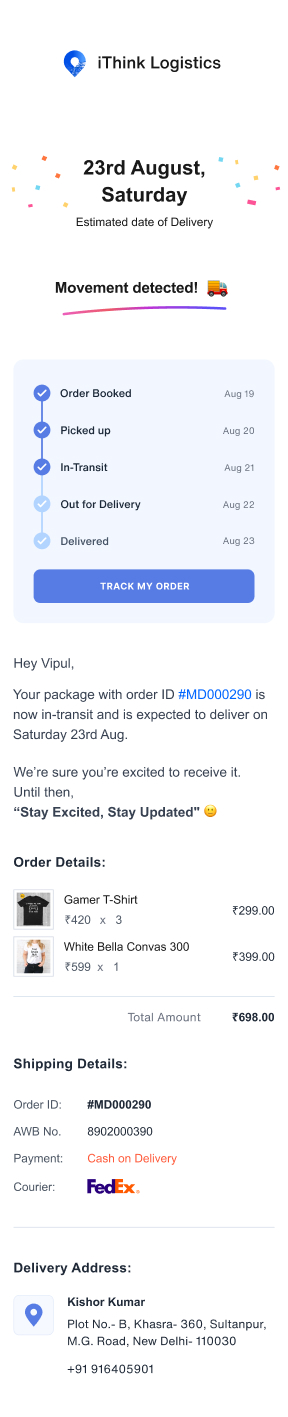 iThink Logistics
23rd August,
Saturday
Estimated date of Delivery
Movement detected! 🚚
Order Booked Aug 19
Picked up Aug 20
In-Transit Aug 21
Out for Delivery Aug 22
Delivered Aug 23
TRACK MY ORDER
Hey Vipul,
Your package with order ID #MD000290 is
now in-transit and is expected to deliver on
Saturday 23rd Aug.
We’re sure you’re excited to receive it.
Until then,
“Stay Excited, Stay Updated" 🙂
Order Details:
Gamer T-Shirt
₹420 x 3 ₹299.00
White Bella Convas 300
₹599 x 1 ₹399.00
Total Amount ₹698.00
Shipping Details:
Order ID: #MD000290
AWB No. 8902000390
Payment: Cash on Delivery
Courier: FedEx
Delivery Address:
Kishor Kumar
Plot No.- B, Khasra- 360, Sultanpur,
M.G. Road, New Delhi- 110030
+91 916405901